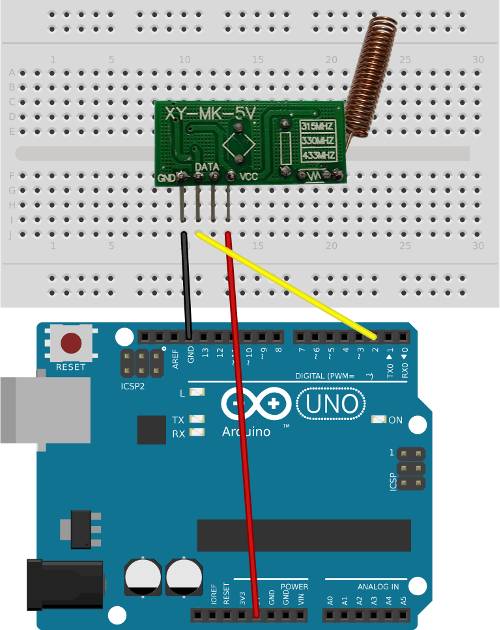 1 5 10 15 20 25 30
A
B
C
D
E
XY-MK-5V
315MHZ
330MHZ
433MHZ
DATA
GND VCC
F
G
H
I
J
1 5 15 20 25 30
RESET
ICSP2
AREF
GND
13
12
~10
~9
8
7
~6
~5
4
~3
2
TX0 ▶ 1
RX0 ◀ 0
DIGITAL (PWM= ~)
L
TX
RX
UNO
Arduino ™
ON
1
ICSP
IOREF
RESET
3V3
GND
GND
VIN
POWER
ANALOG IN
A0
A1
A2
A3
A4
A5